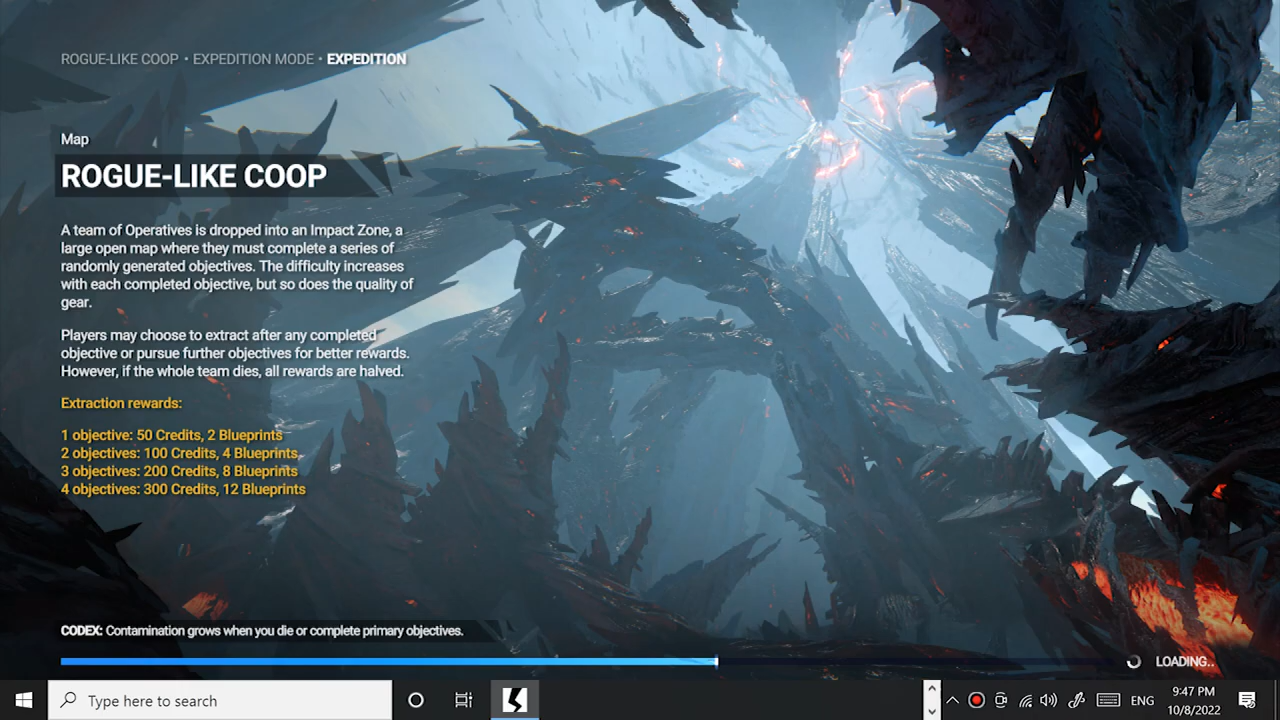 ROGUE-LIKE COOP • EXPEDITION MODE • EXPEDITION
Map
ROGUE-LIKE COOP
A team of Operatives is dropped into an Impact Zone, a
large open map where they must complete a series of
randomly generated objectives. The difficulty increases
with each completed objective, but so does the quality of
gear.
Players may choose to extract after any completed
objective or pursue further objectives for better rewards.
However, if the whole team dies, all rewards are halved.
Extraction rewards:
1 objective: 50 Credits, 2 Blueprints
2 objectives: 100 Credits, 4 Blueprints
3 objectives: 200 Credits, 8 Blueprints
4 objectives: 300 Credits, 12 Blueprints
CODEX: Contamination grows when you die or complete primary objectives.
LOADING..
Type here to search
ENG
9:47 PM
10/8/2022